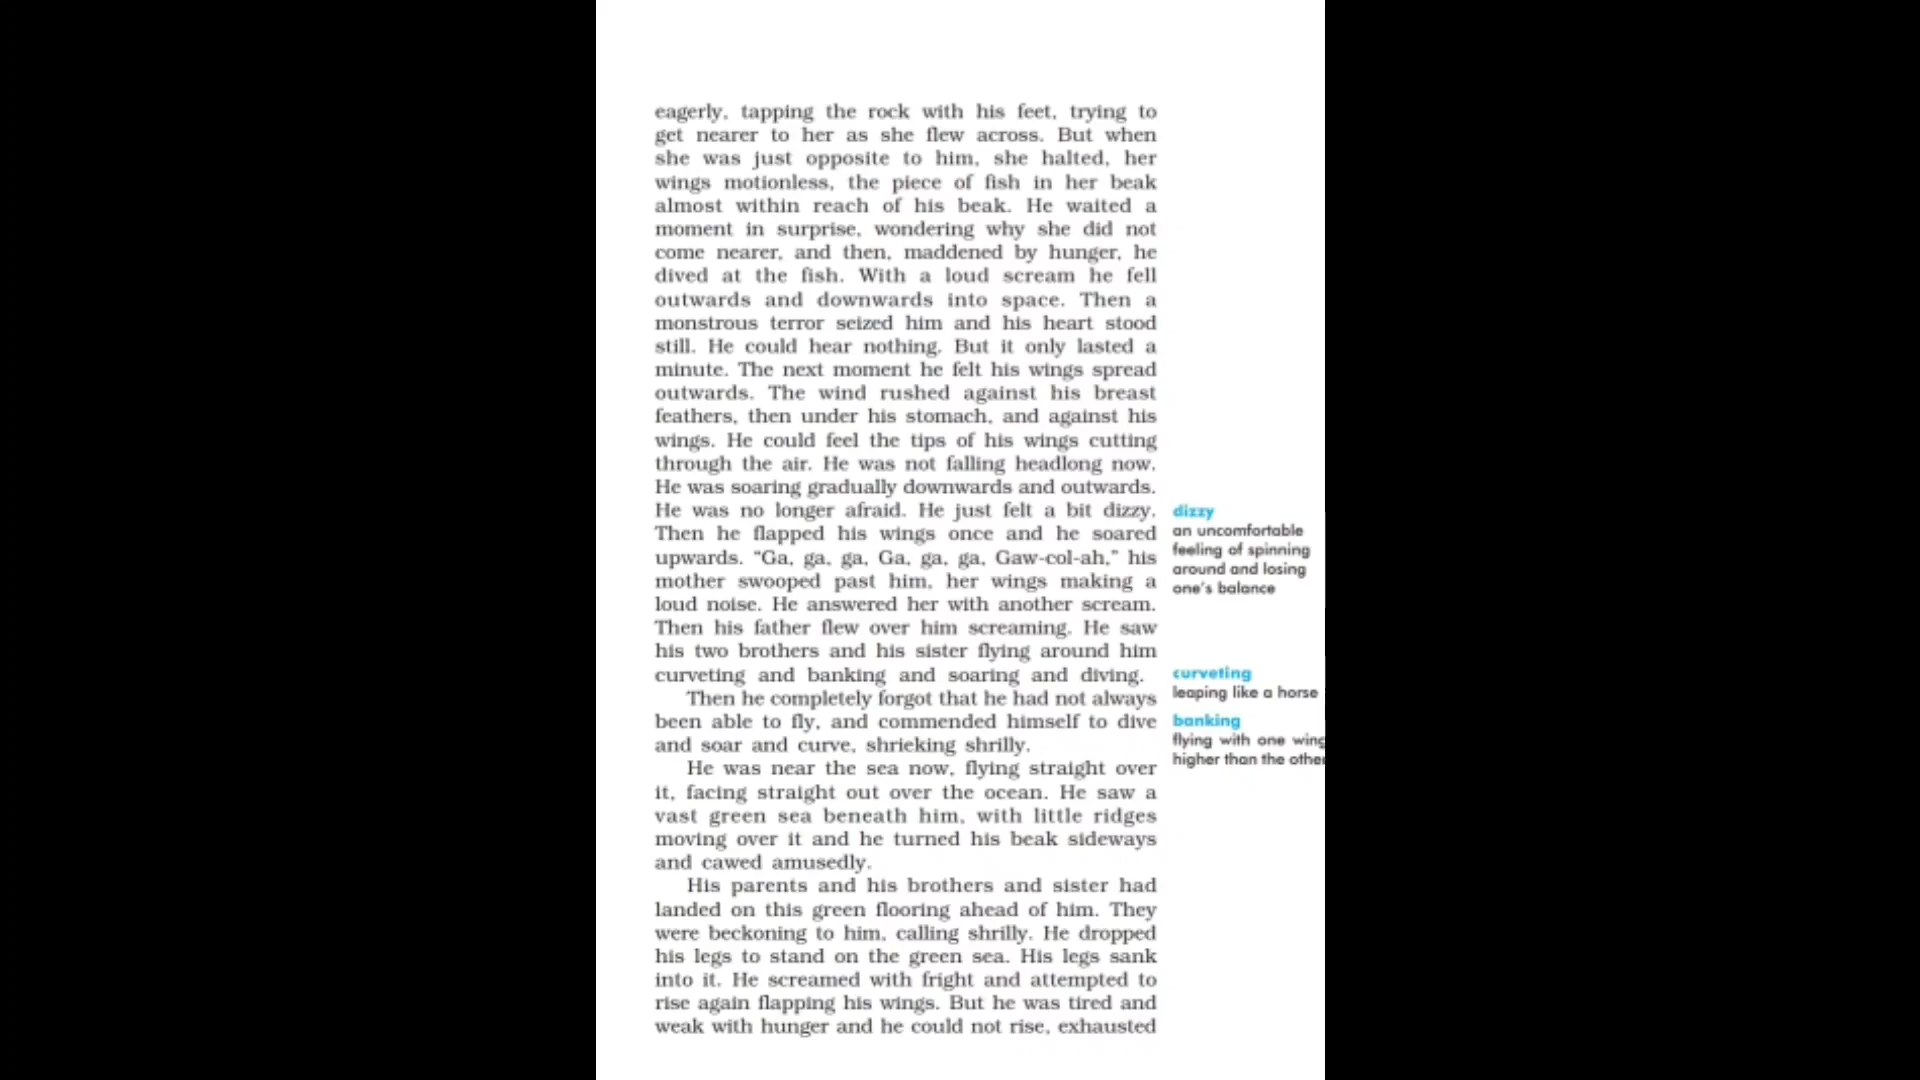 eagerly, tapping the rock with his feet, trying to
get nearer to her as she flew across. But when
she was just opposite to him, she halted, her
wings motionless, the piece of fish in her beak
almost within reach of his beak. He waited a
moment in surprise, wondering why she did not
come nearer, and then, maddened by hunger, he
dived at the fish. With a loud scream he fell
outwards and downwards into space. Then a
monstrous terror seized him and his heart stood
still. He could hear nothing. But it only lasted a
minute. The next moment he felt his wings spread
outwards. The wind rushed against his breast
feathers, then under his stomach, and against his
wings. He could feel the tips of his wings cutting
through the air. He was not falling headlong now.
He was soaring gradually downwards and outwards.
He was no longer afraid. He just felt a bit dizzy.
Then he flapped his wings once and he soared
upwards. “Ga, ga, ga, Ga, ga, ga, Gaw-col-ah,” his
mother swooped past him, her wings making a
loud noise. He answered her with another scream.
Then his father flew over him screaming. He saw
his two brothers and his sister flying around him
curveting and banking and soaring and diving.
Then he completely forgot that he had not always
been able to fly, and commended himself to dive
and soar and curve, shrieking shrilly.
He was near the sea now, flying straight over
it, facing straight out over the ocean. He saw a
vast green sea beneath him, with little ridges
moving over it and he turned his beak sideways
and cawed amusedly.
His parents and his brothers and sister had
landed on this green flooring ahead of him. They
were beckoning to him, calling shrilly. He dropped
his legs to stand on the green sea. His legs sank
into it. He screamed with fright and attempted to
rise again flapping his wings. But he was tired and
weak with hunger and he could not rise, exhausted
dizzy
an uncomfortable
feeling of spinning
around and losing
one's balance
curveting
leaping like a horse
banking
flying with one wing
higher than the other